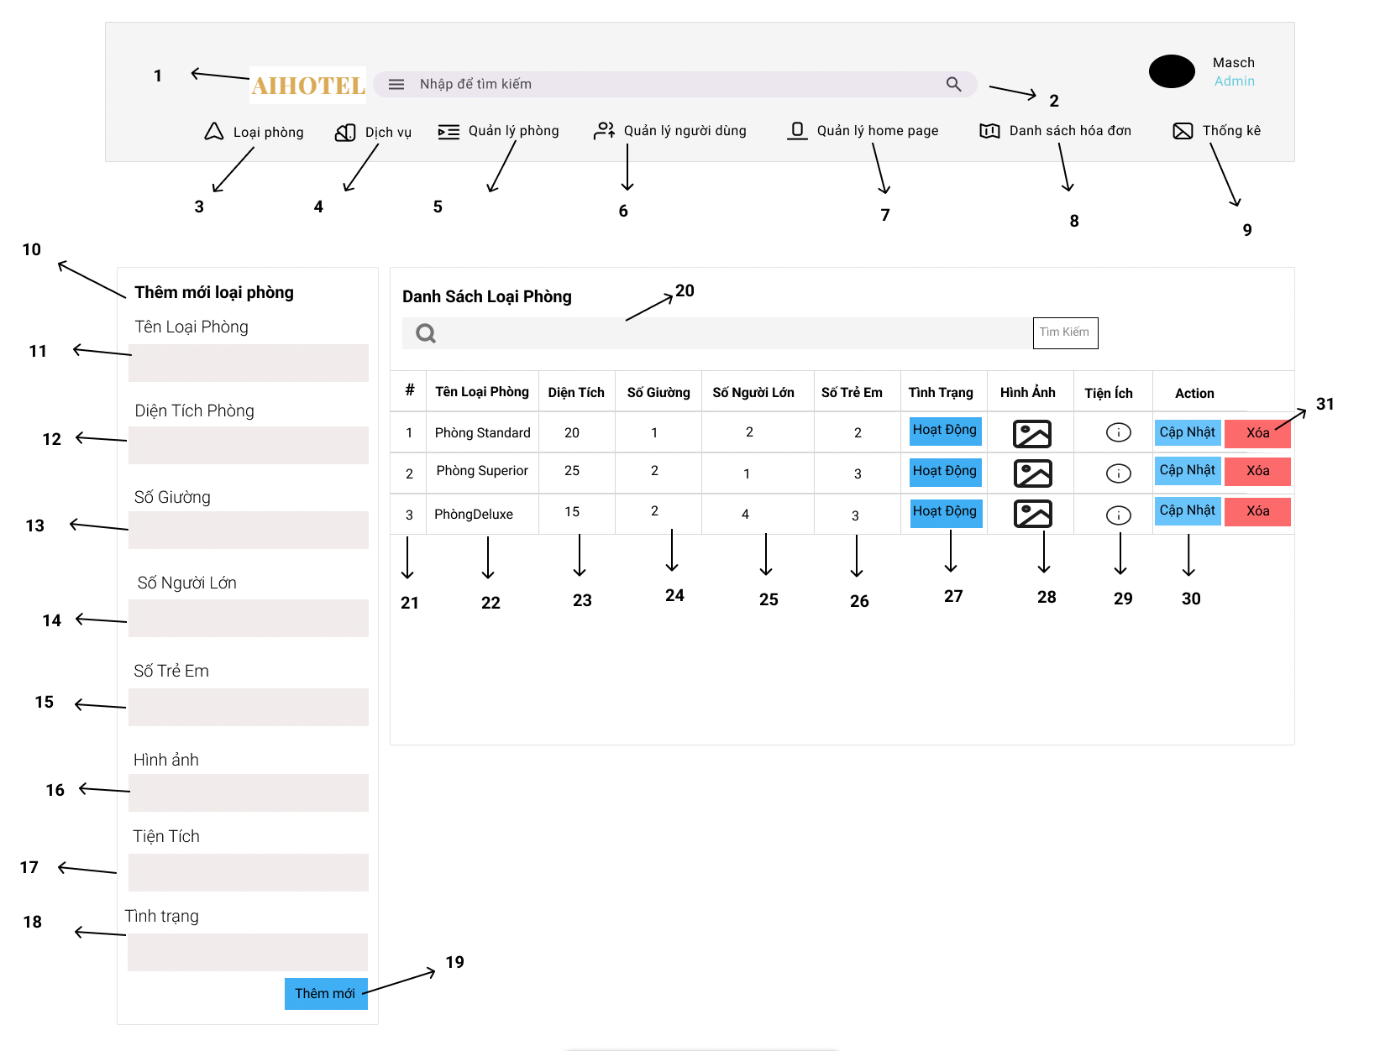 Masch
1
AIHOTEL
Nhập để tìm kiếm
Admin
2
Loại phòng
Dịch vụ
Quản lý phòng
Quản lý người dùng
Quản lý home page
Danh sách hóa đơn
Thống kê
3
4
5
6
7
8
9
10
Thêm mới loại phòng
Tên Loại Phòng
11
Diện Tích Phòng
12
Số Giường
13
Số Người Lớn
14
Số Trẻ Em
15
Hình ảnh
16
Tiện Tích
17
Tình trạng
18
Thêm mới
19
Danh Sách Loại Phòng
20
Tìm Kiếm
# Tên Loại Phòng Diện Tích Số Giường Số Người Lớn Số Trẻ Em Tình Trạng Hình Ảnh Tiện Ích Action
31
1 Phòng Standard 20 1 2 2 Hoạt Động Cập Nhật Xóa
2 Phòng Superior 25 2 1 3 Hoạt Động Cập Nhật Xóa
3 PhòngDeluxe 15 2 4 3 Hoạt Động Cập Nhật Xóa
21 22 23 24 25 26 27 28 29 30